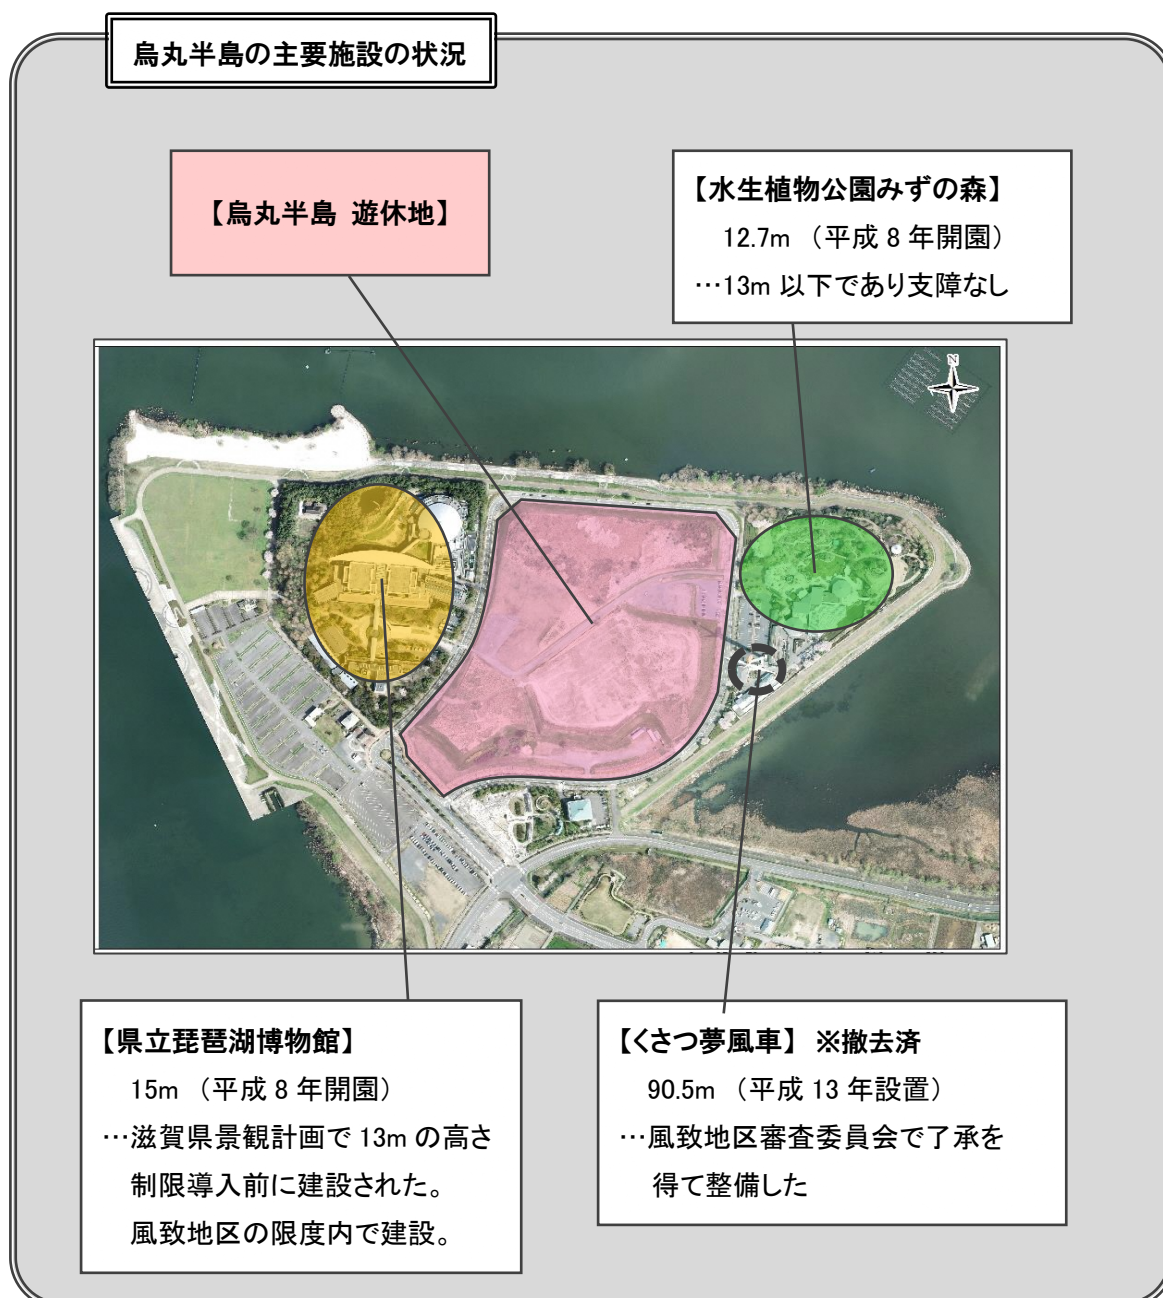 烏丸半島の主要施設の状況
【烏丸半島 遊休地】
【水生植物公園みずの森】
12.7m （平成 8 年開園）
…13m 以下であり支障なし
N
【県立琵琶湖博物館】
15m （平成 8 年開園）
…滋賀県景観計画で 13m の高さ
制限導入前に建設された。
風致地区の限度内で建設。
【くさつ夢風車】 ※撤去済
90.5m （平成 13 年設置）
…風致地区審査委員会で了承を
得て整備した